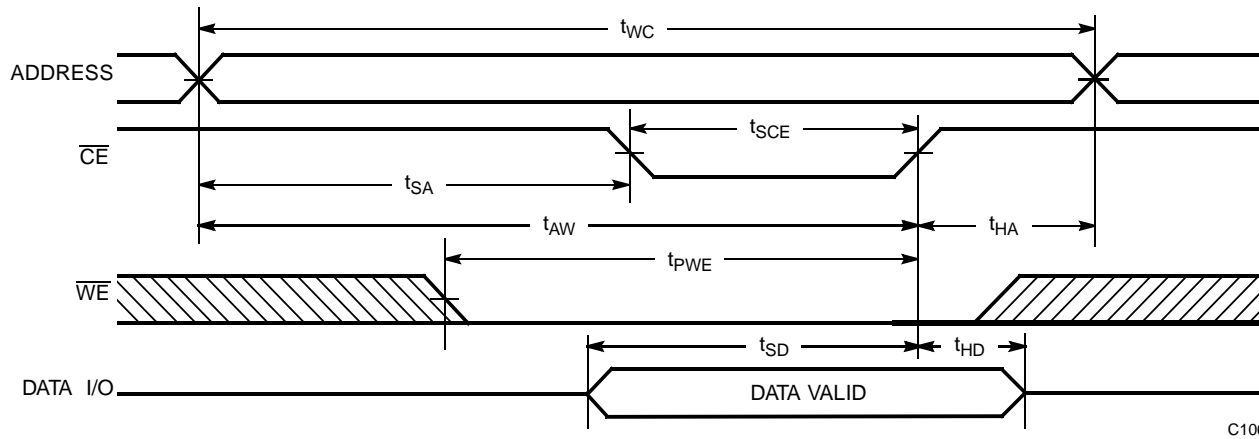 tWC
ADDRESS
tSCE
CE
tSA
tAW
tHA
tPWE
WE
tSD
tHD
DATA I/O
DATA VALID